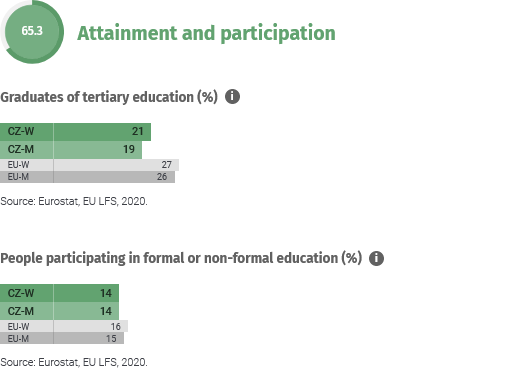 65.3
Attainment and participation
Graduates of tertiary education (%) i
CZ-W 21
CZ-M 19
EU-W 27
EU-M 26
Source: Eurostat, EU LFS, 2020.
People participating in formal or non-formal education (%) i
CZ-W 14
CZ-M 14
EU-W 16
EU-M 15
Source: Eurostat, EU LFS, 2020.